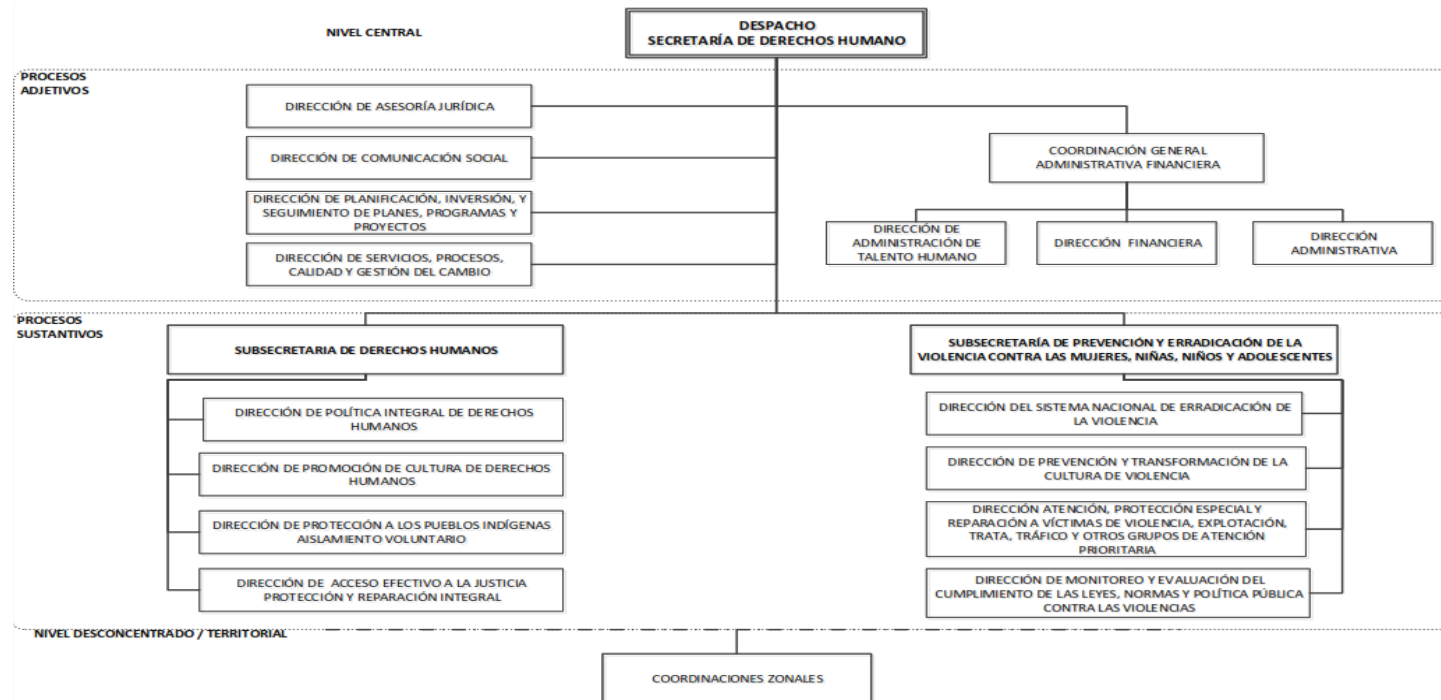 NIVEL CENTRAL
DESPACHO
SECRETARÍA DE DERECHOS HUMANO
PROCESOS
ADJETIVOS
DIRECCIÓN DE ASESORÍA JURÍDICA
DIRECCIÓN DE COMUNICACIÓN SOCIAL
DIRECCIÓN DE PLANIFICACIÓN, INVERSIÓN, Y
SEGUIMIENTO DE PLANES, PROGRAMAS Y
PROYECTOS
DIRECCIÓN DE SERVICIOS, PROCESOS,
CALIDAD Y GESTIÓN DEL CAMBIO
COORDINACIÓN GENERAL
ADMINISTRATIVA FINANCIERA
DIRECCIÓN DE
ADMINISTRACIÓN DE
TALENTO HUMANO
DIRECCIÓN FINANCIERA
DIRECCIÓN
ADMINISTRATIVA
PROCESOS
SUSTANTIVOS
SUBSECRETARIA DE DERECHOS HUMANOS
DIRECCIÓN DE POLÍTICA INTEGRAL DE DERECHOS
HUMANOS
DIRECCIÓN DE PROMOCIÓN DE CULTURA DE DERECHOS
HUMANOS
DIRECCIÓN DE PROTECCIÓN A LOS PUEBLOS INDÍGENAS
AISLAMIENTO VOLUNTARIO
DIRECCIÓN DE ACCESO EFECTIVO A LA JUSTICIA
PROTECCIÓN Y REPARACIÓN INTEGRAL
SUBSECRETARÍA DE PREVENCIÓN Y ERRADICACIÓN DE LA
VIOLENCIA CONTRA LAS MUJERES, NIÑAS, NIÑOS Y ADOLESCENTES
DIRECCIÓN DEL SISTEMA NACIONAL DE ERRADICACIÓN DE
LA VIOLENCIA
DIRECCIÓN DE PREVENCIÓN Y TRANSFORMACIÓN DE LA
CULTURA DE VIOLENCIA
DIRECCIÓN ATENCIÓN, PROTECCIÓN ESPECIAL Y
REPARACIÓN A VÍCTIMAS DE VIOLENCIA, EXPLOTACIÓN,
TRATA, TRÁFICO Y OTROS GRUPOS DE ATENCIÓN
PRIORITARIA
DIRECCIÓN DE MONITOREO Y EVALUACIÓN DEL
CUMPLIMIENTO DE LAS LEYES, NORMAS Y POLÍTICA PÚBLICA
CONTRA LAS VIOLENCIAS
NIVEL DESCONCENTRADO / TERRITORIAL
COORDINACIONES ZONALES